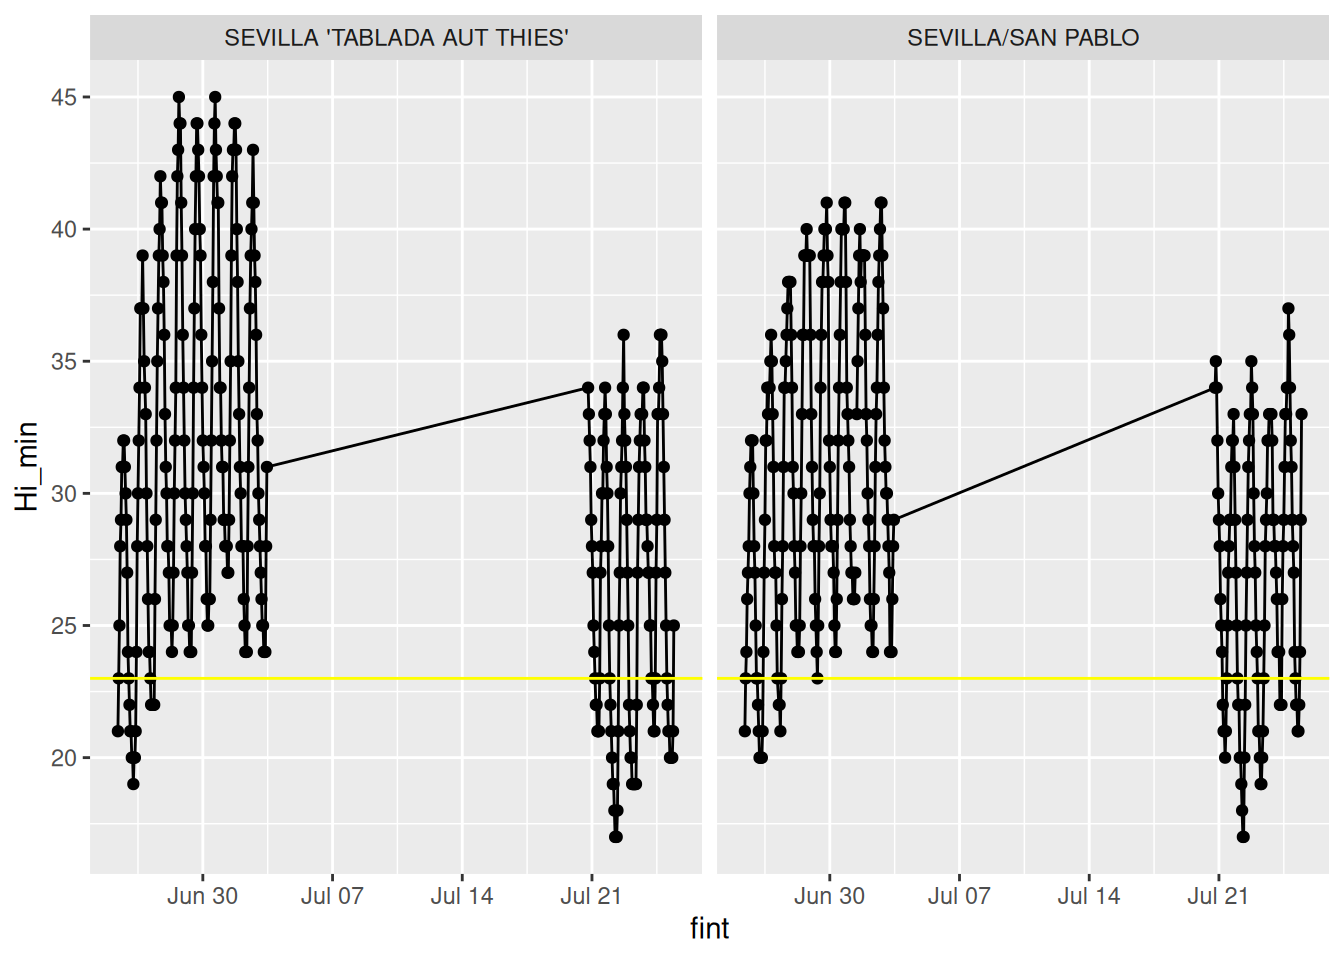 SEVILLA 'TABLADA AUT THIES'
SEVILLA/SAN PABLO
45
40
35
30
25
20
Hi_min
Jun 30
Jul 07
Jul 14
Jul 21
Jun 30
Jul 07
Jul 14
Jul 21
fint